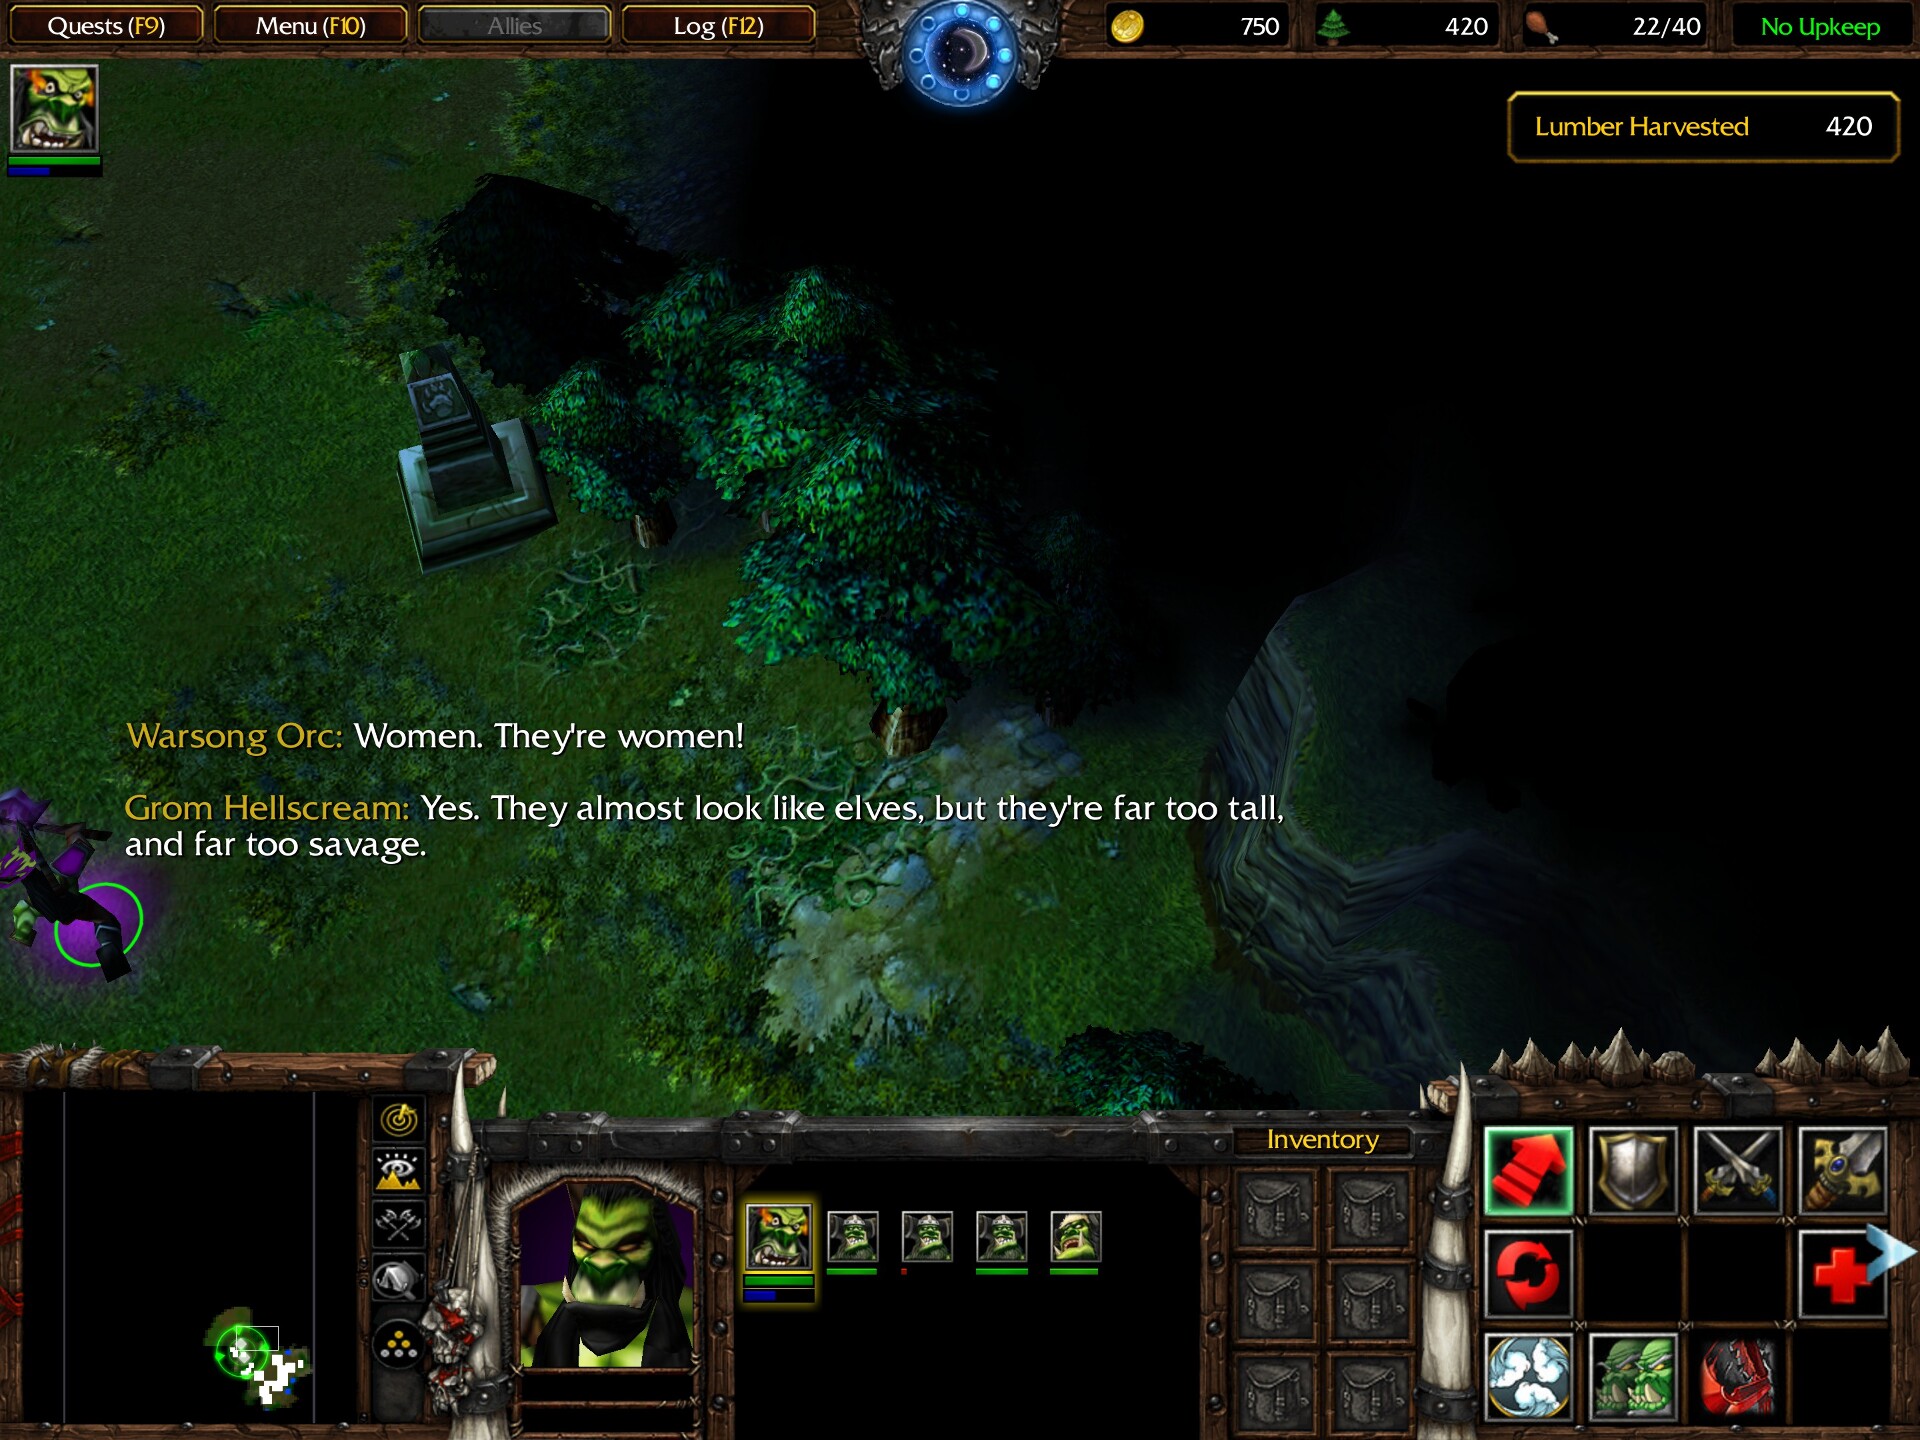 Quests (F9) Menu (F10) Allies Log (F12) 750 420 22/40 No Upkeep
Lumber Harvested 420
Warsong Orc: Women. They're women!
Grom Hellscream: Yes. They almost look like elves, but they're far too tall,
and far too savage.
Inventory